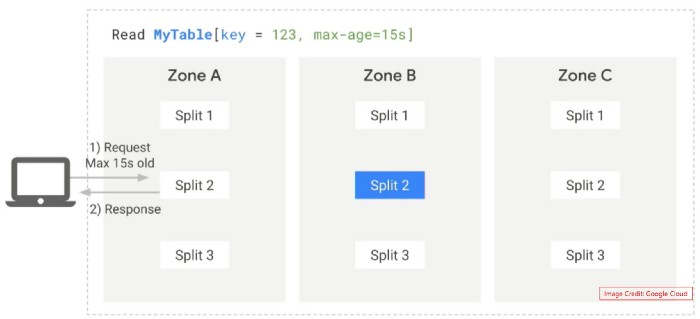 Read MyTable[key = 123, max-age=15s]
Zone A
Zone B
Zone C
Split 1
Split 1
Split 1
1) Request
Max 15s old
Split 2
Split 2
Split 2
2) Response
Split 3
Split 3
Split 3
Image Credit: Google Cloud